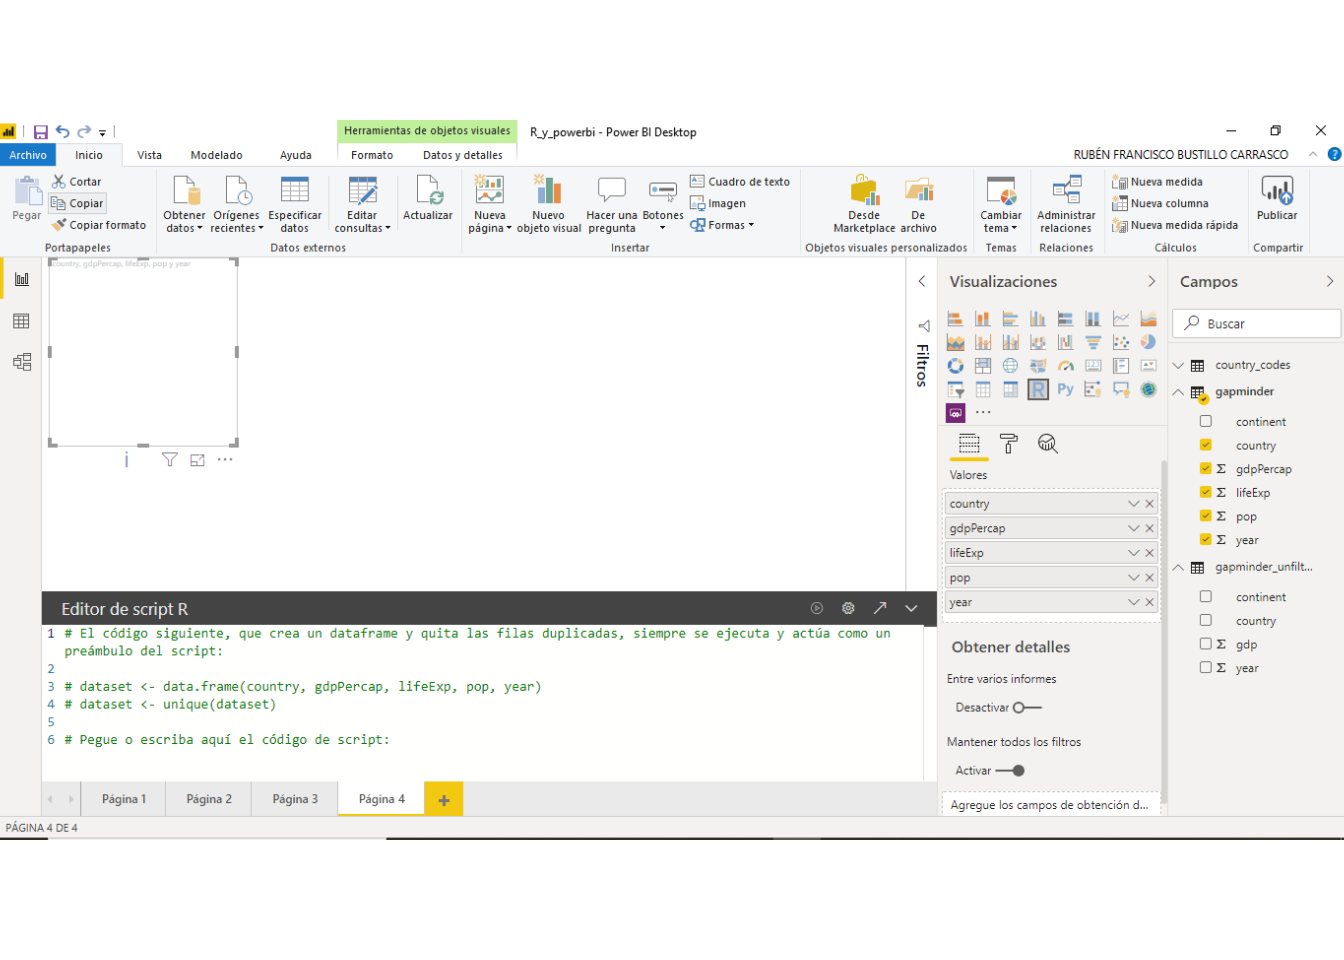 Herramientas de objetos visuales
R_y_powerbi - Power BI Desktop
Archivo Inicio Vista Modelado Ayuda Formato Datos y detalles
RUBÉN FRANCISCO BUSTILLO CARRASCO
Pegar
Cortar
Copiar
Copiar formato
Portapapeles
Obtener datos
Orígenes recientes
Especificar datos
Editar consultas
Actualizar
Datos externos
Nueva página
Nuevo objeto visual
Hacer una pregunta
Botones
Cuadro de texto
Imagen
Formas
Insertar
Desde Marketplace
De archivo
Objetos visuales personalizados
Cambiar tema
Temas
Administrar relaciones
Relaciones
Nueva medida
Nueva columna
Nueva medida rápida
Cálculos
Publicar
Compartir
country, gdpPercap, lifeExp, pop y year
Filtros
Visualizaciones
R
Py
Valores
country
gdpPercap
lifeExp
pop
year
Obtener detalles
Entre varios informes
Desactivar
Mantener todos los filtros
Activar
Agregue los campos de obtención d...
Campos
Buscar
country_codes
gapminder
continent
country
Σ gdpPercap
Σ lifeExp
Σ pop
Σ year
gapminder_unfilt...
continent
country
Σ gdp
Σ year
Editor de script R
1 # El código siguiente, que crea un dataframe y quita las filas duplicadas, siempre se ejecuta y actúa como un
preámbulo del script:
2
3 # dataset <- data.frame(country, gdpPercap, lifeExp, pop, year)
4 # dataset <- unique(dataset)
5
6 # Pegue o escriba aquí el código de script:
Página 1 Página 2 Página 3 Página 4 +
PÁGINA 4 DE 4